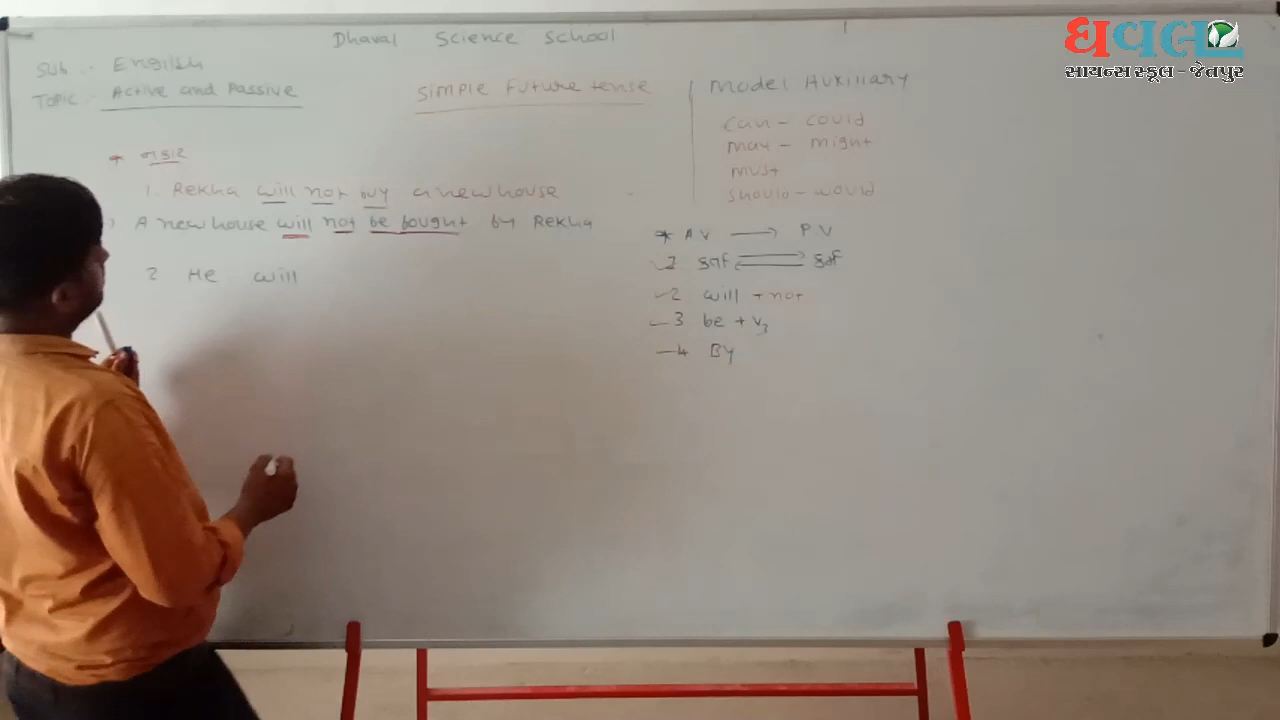 Dhaval Science School
Sub :- English
Topic :- Active and Passive
Simple Future tense
* નકાર
1. Rekha will not buy a new house
A new house will not be bought by Rekha
2 He will
Model Auxiliary
can - could
may - might
must
should - would
* A V → P V
1 કર્તા કર્મ
2 will + not
3 be + V3
4 By
ધવલ
સાયન્સ સ્કૂલ - જેતપુર